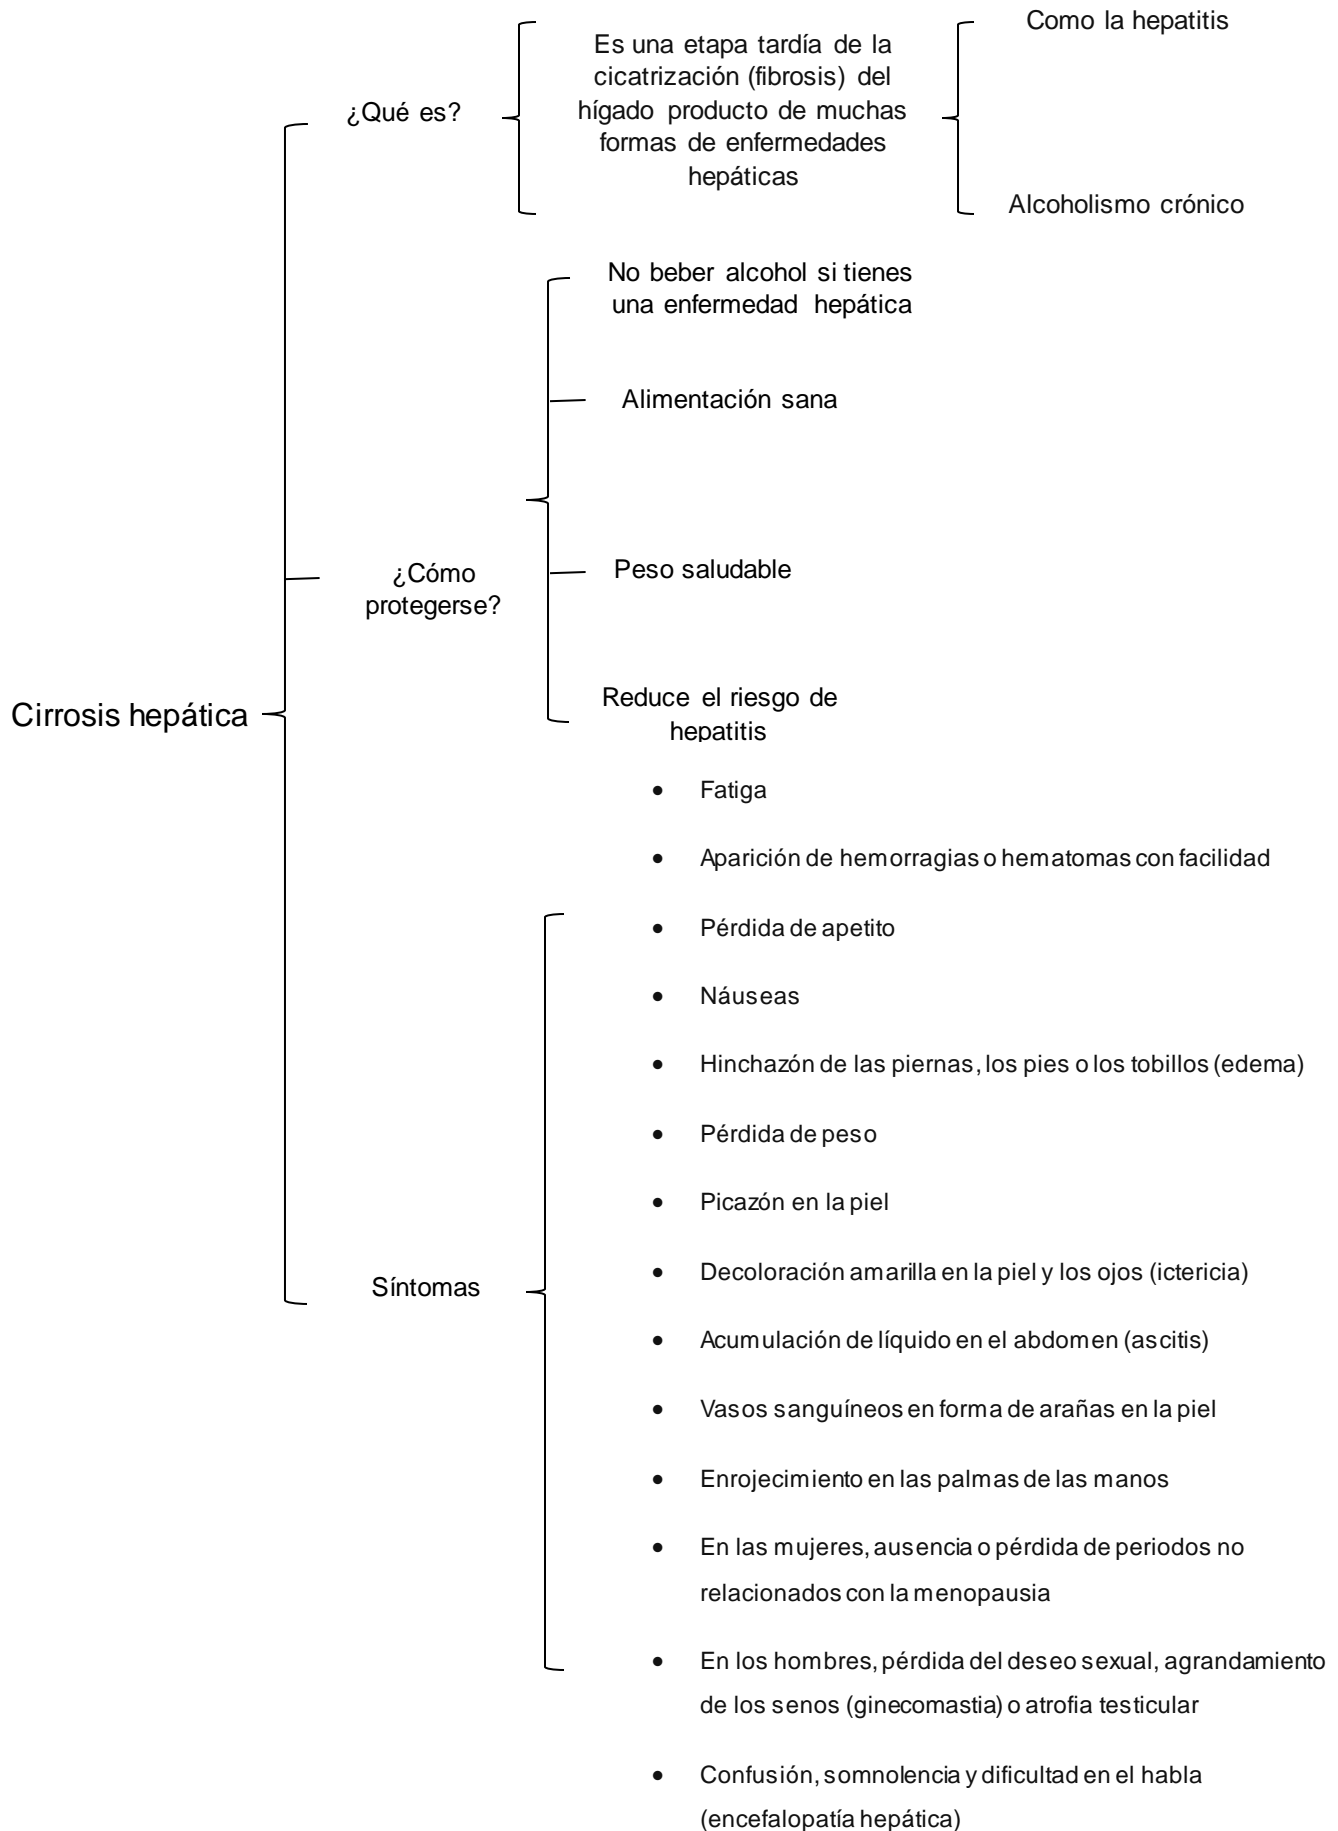 Como la hepatitis
Es una etapa tardía de la
cicatrización (fibrosis) del
hígado producto de muchas
formas de enfermedades
hepáticas
¿Qué es?
Alcoholismo crónico
No beber alcohol si tienes
una enfermedad hepática
Alimentación sana
Peso saludable
¿Cómo
protegerse?
Reduce el riesgo de
hepatitis
Cirrosis hepática
• Fatiga
• Aparición de hemorragias o hematomas con facilidad
• Pérdida de apetito
• Náuseas
• Hinchazón de las piernas, los pies o los tobillos (edema)
• Pérdida de peso
• Picazón en la piel
• Decoloración amarilla en la piel y los ojos (ictericia)
Síntomas
• Acumulación de líquido en el abdomen (ascitis)
• Vasos sanguíneos en forma de arañas en la piel
• Enrojecimiento en las palmas de las manos
• En las mujeres, ausencia o pérdida de periodos no
relacionados con la menopausia
• En los hombres, pérdida del deseo sexual, agrandamiento
de los senos (ginecomastia) o atrofia testicular
• Confusión, somnolencia y dificultad en el habla
(encefalopatía hepática)